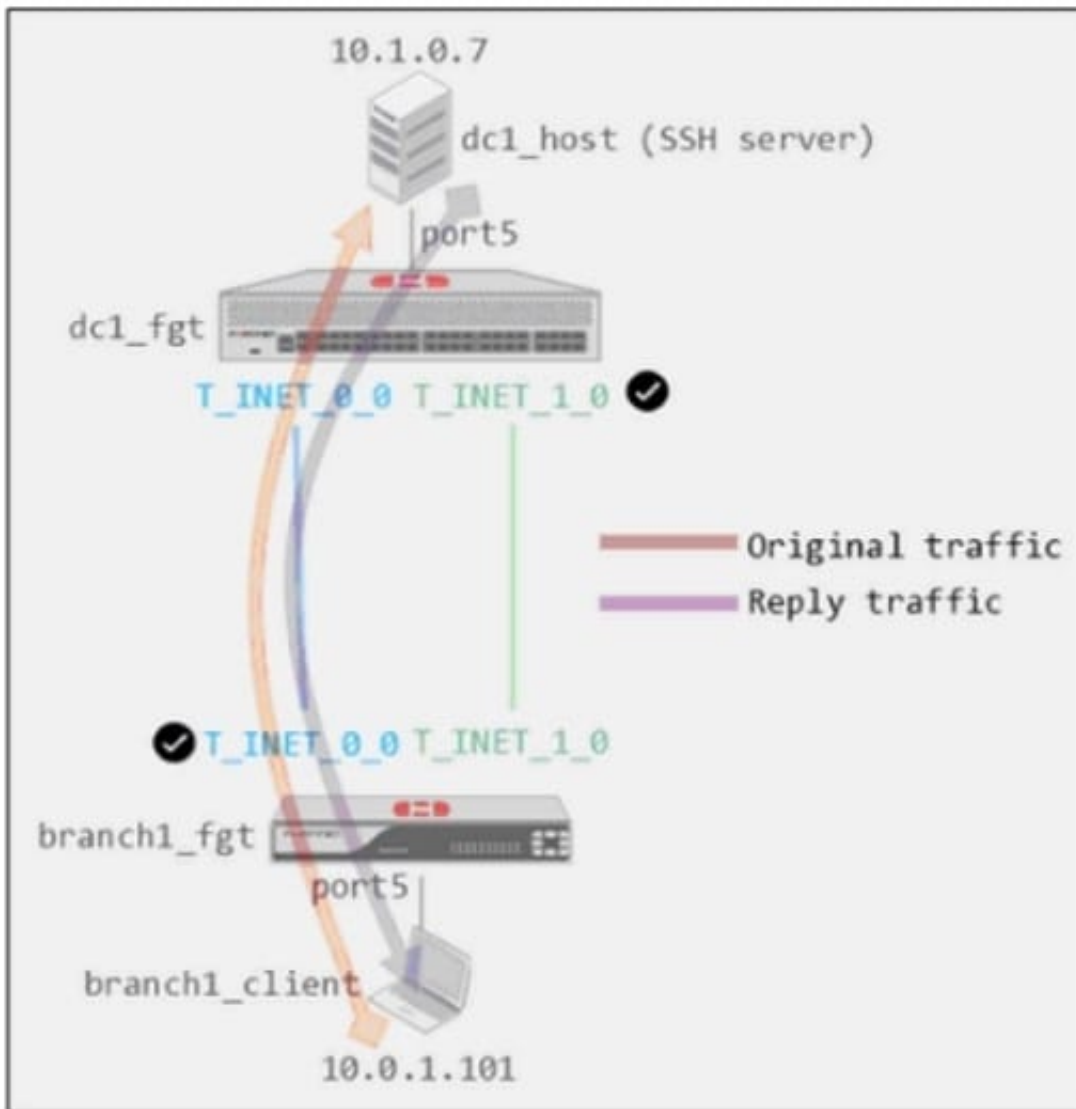 10.1.0.7
dc1_host (SSH server)
port5
dc1_fgt
T_INET_0_0 T_INET_1_0
Original traffic
Reply traffic
T_INET_0_0 T_INET_1_0
branch1_fgt
port5
branch1_client
10.0.1.101